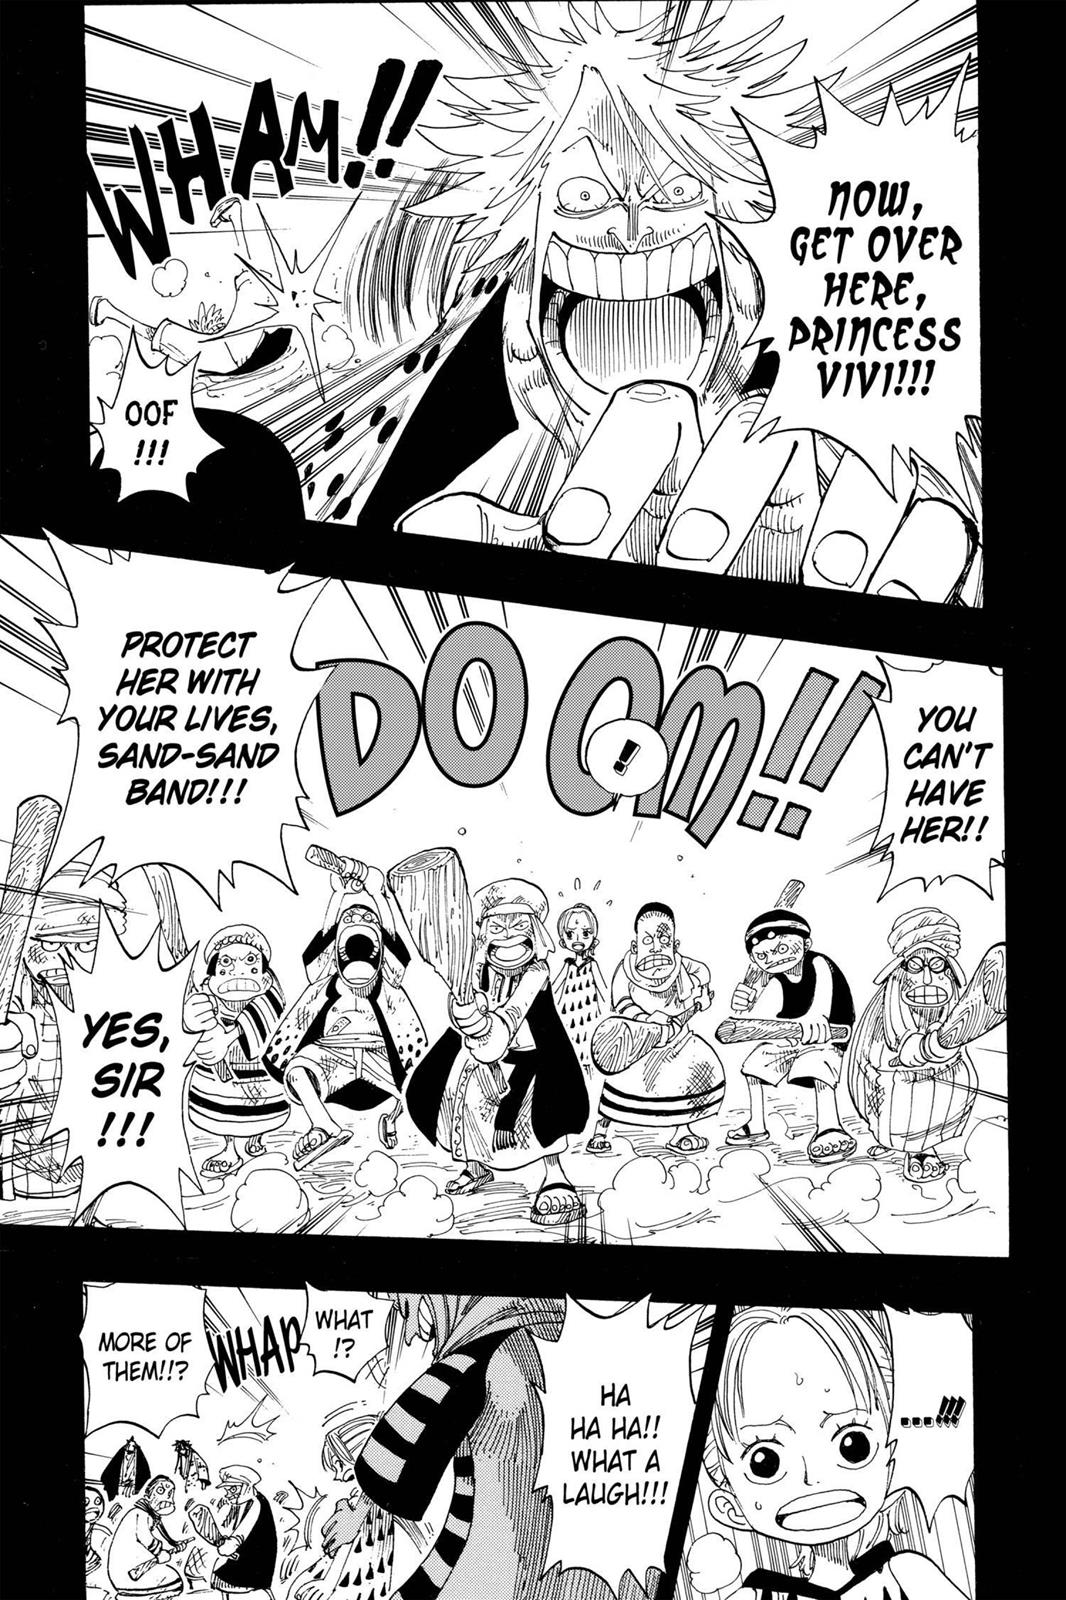 NOW,
GET OVER
HERE,
PRINCESS
VIVI!!!
WHAM!!
OOF
!!!
YOU
CAN'T
HAVE
HER!!
DOOM!!
!
PROTECT
HER WITH
YOUR LIVES,
SAND-SAND
BAND!!!
YES,
SIR
!!!
...!!!
HA
HA HA!!
WHAT A
LAUGH!!!
WHAT
!?
WHAP
MORE OF
THEM!!?